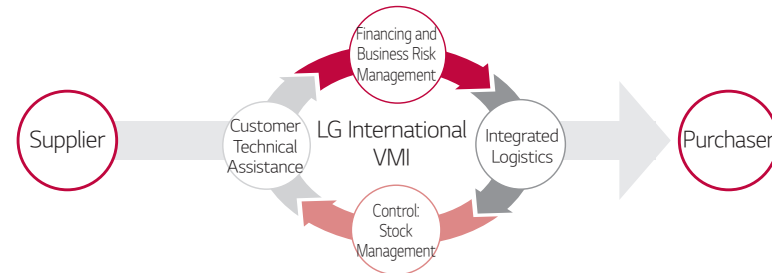 Supplier
Financing and
Business Risk
Management
Customer
Technical
Assistance
LG International
VMI
Integrated
Logistics
Control:
Stock
Management
Purchaser